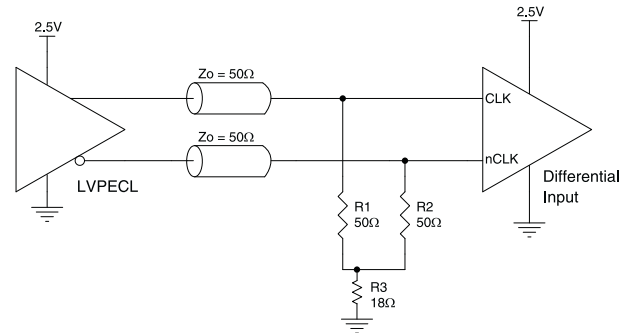 2.5V
2.5V
Zo = 50Ω
CLK
Zo = 50Ω
nCLK
LVPECL
Differential
Input
R1
50Ω
R2
50Ω
R3
18Ω